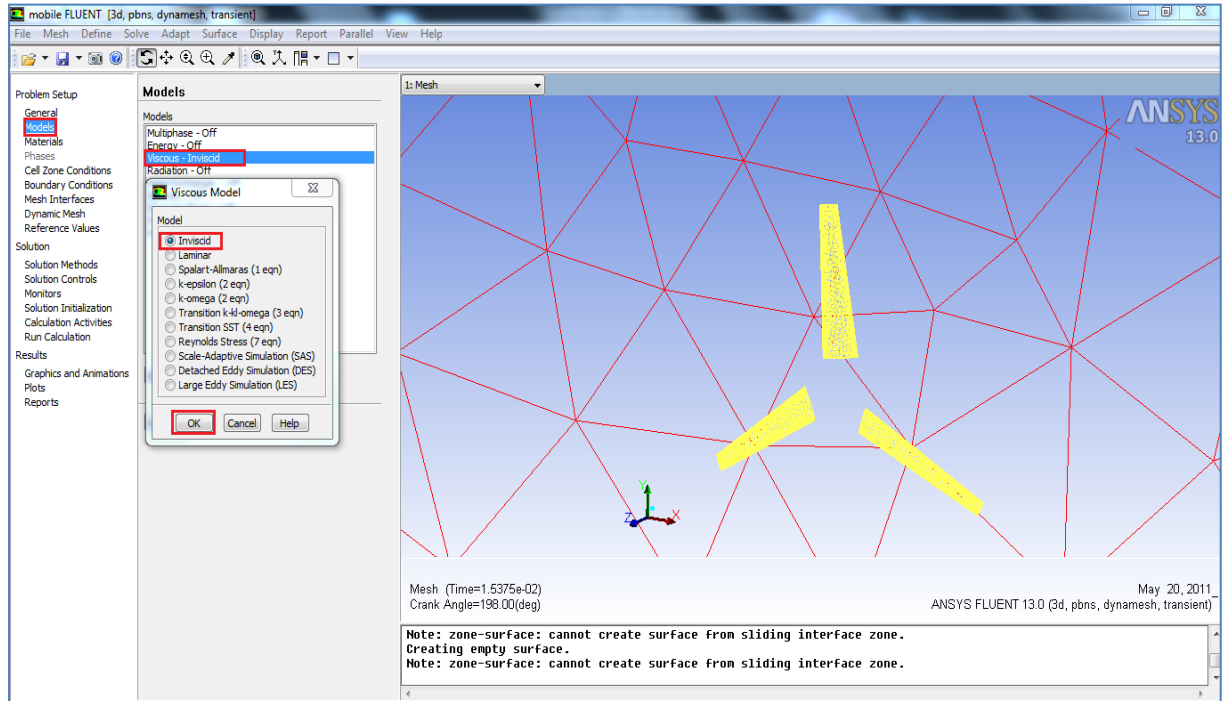 mobile FLUENT [3d, pbns, dynamesh, transient]
File Mesh Define Solve Adapt Surface Display Report Parallel View Help
Problem Setup
General
Models
Materials
Phases
Cell Zone Conditions
Boundary Conditions
Mesh Interfaces
Dynamic Mesh
Reference Values
Solution
Solution Methods
Solution Controls
Monitors
Solution Initialization
Calculation Activities
Run Calculation
Results
Graphics and Animations
Plots
Reports
Models
Models
Multiphase - Off
Energy - Off
Viscous - Inviscid
Radiation - Off
Viscous Model
Model
Inviscid
Laminar
Spalart-Allmaras (1 eqn)
k-epsilon (2 eqn)
k-omega (2 eqn)
Transition k-kl-omega (3 eqn)
Transition SST (4 eqn)
Reynolds Stress (7 eqn)
Scale-Adaptive Simulation (SAS)
Detached Eddy Simulation (DES)
Large Eddy Simulation (LES)
OK Cancel Help
1: Mesh
ANSYS
13.0
Y
Z X
Mesh (Time=1.5375e-02)
Crank Angle=198.00(deg)
May 20, 2011
ANSYS FLUENT 13.0 (3d, pbns, dynamesh, transient)
Note: zone-surface: cannot create surface from sliding interface zone.
Creating empty surface.
Note: zone-surface: cannot create surface from sliding interface zone.